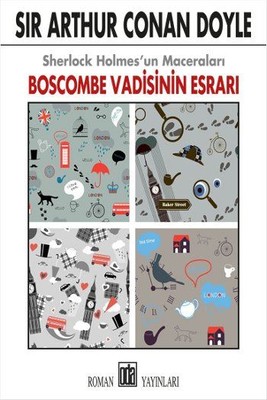 SIR ARTHUR CONAN DOYLE
Sherlock Holmes'un Maceraları
BOSCOMBE VADİSİNİN ESRARI
Baker Street
ROMAN oda YAYINLARI